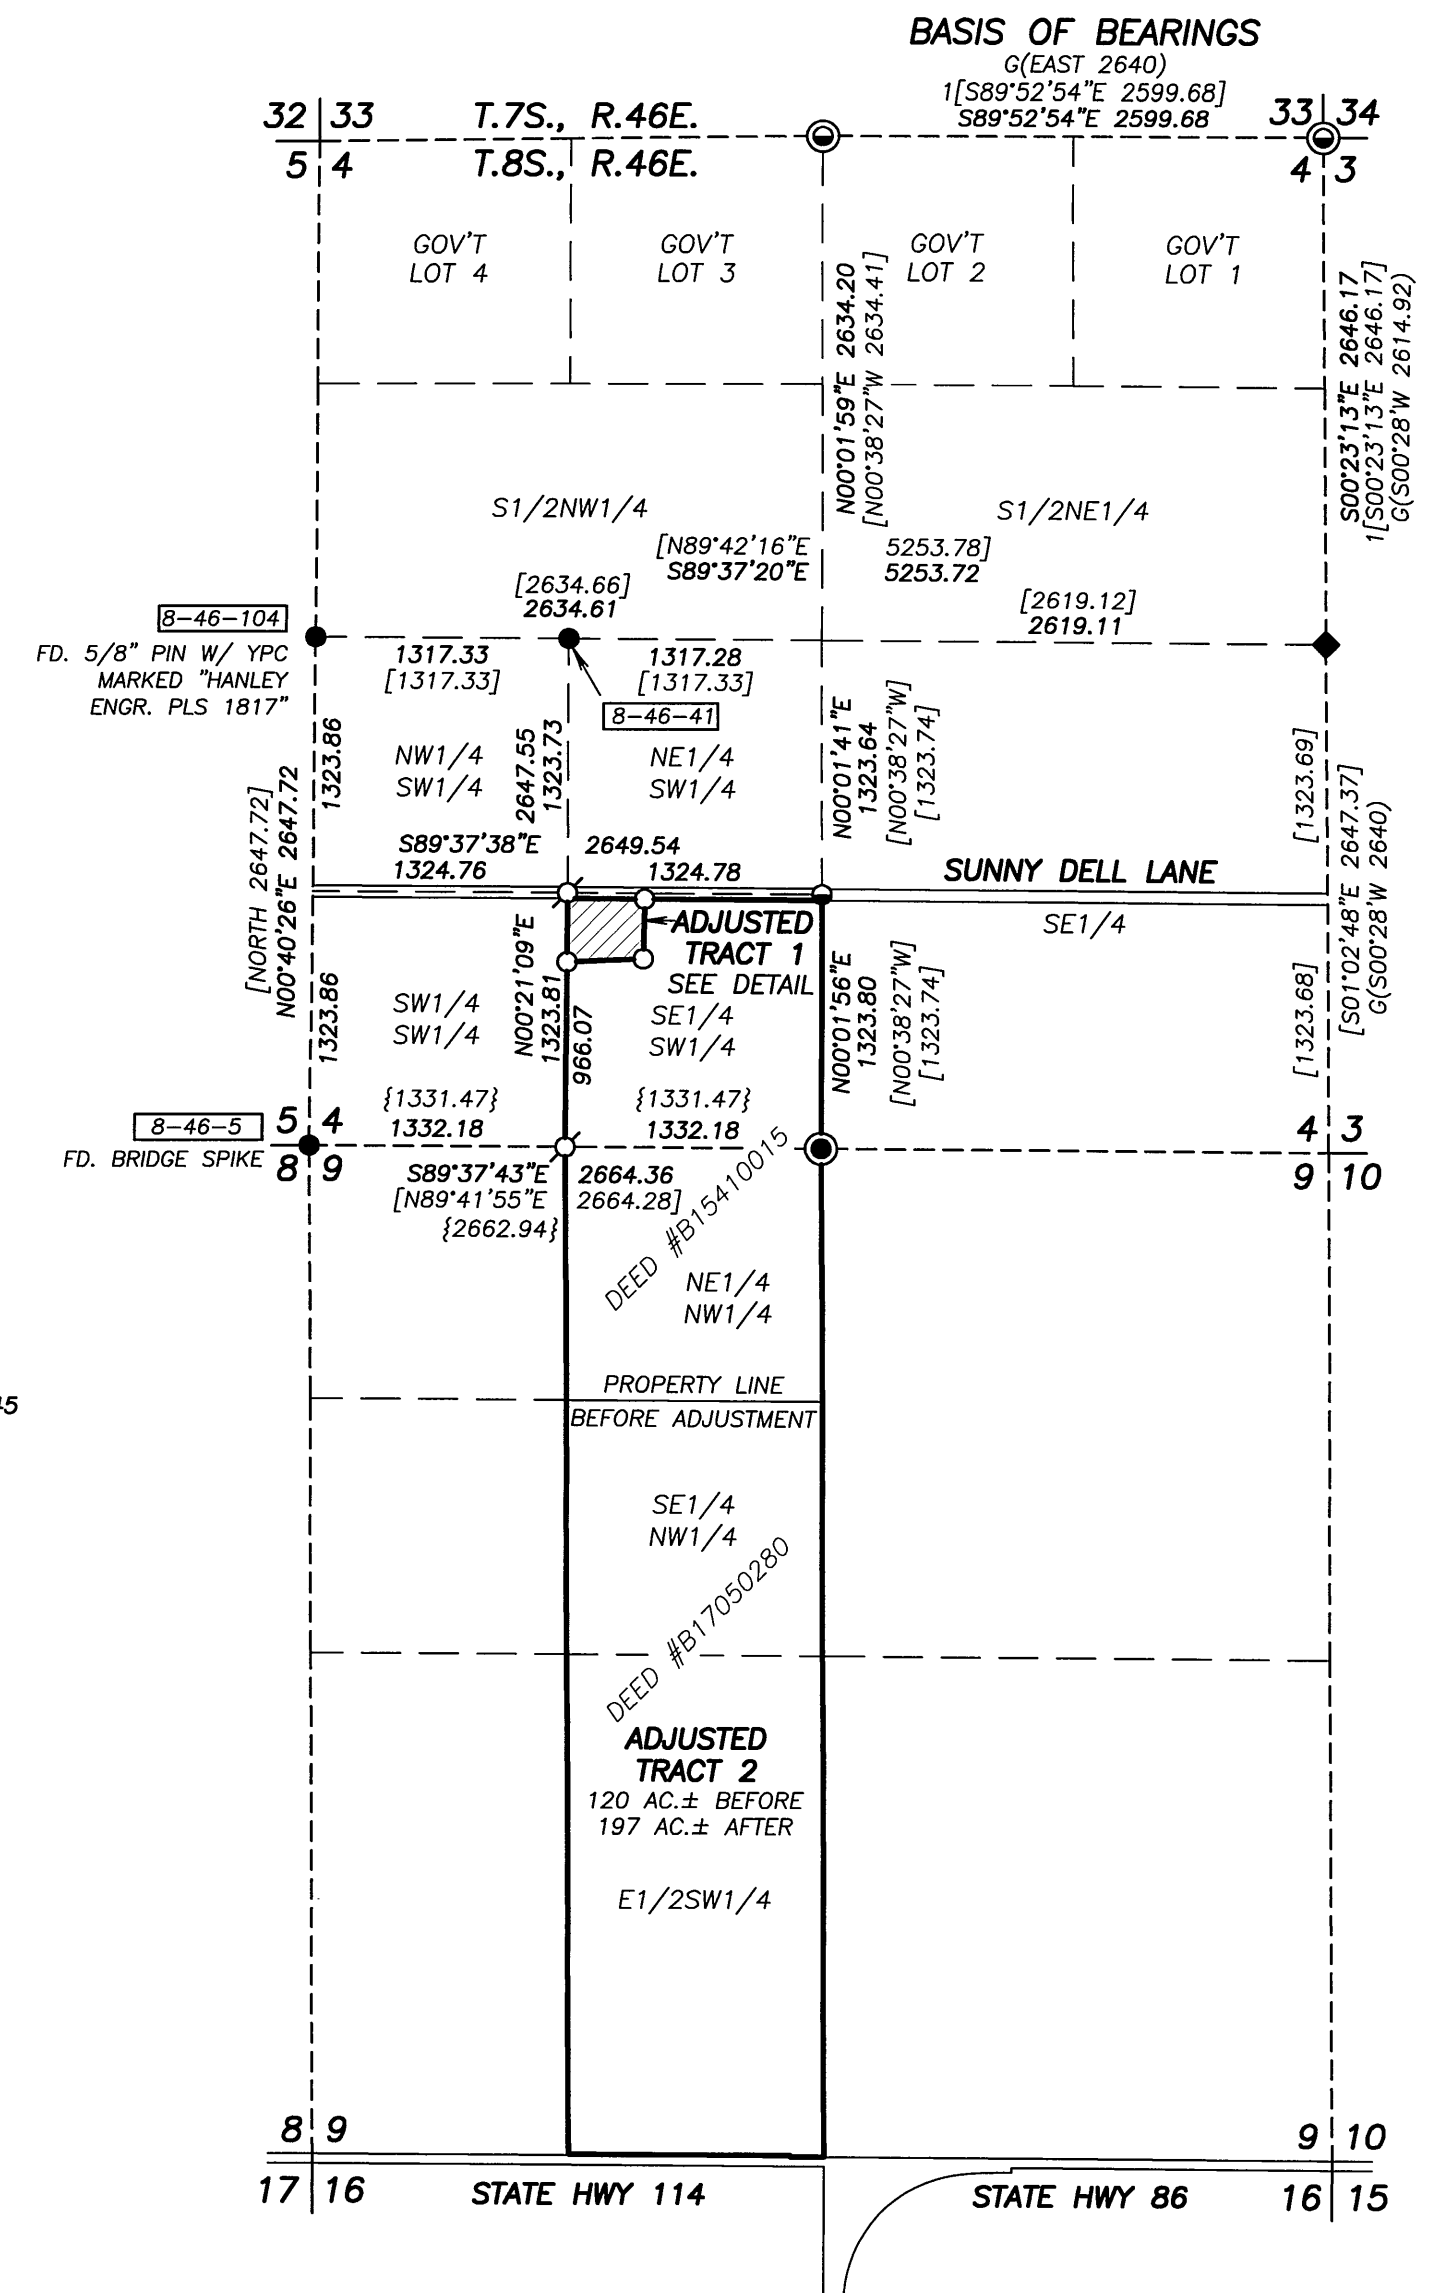 BASIS OF BEARINGS
G(EAST 2640)
1[S89°52'54"E 2599.68]
S89°52'54"E 2599.68
32 33 T.7S., R.46E. 33 34
5 4 T.8S., R.46E. 4 3
GOV'T LOT 4
GOV'T LOT 3
GOV'T LOT 2
GOV'T LOT 1
N00°01'59"E 2634.20
[N00°38'27"W 2634.41]
S00°23'13"E 2646.17
1[S00°23'13"E 2646.17]
G(S00°28'W 2614.92)
S1/2NW1/4
S1/2NE1/4
[N89°42'16"E 5253.78]
S89°37'20"E 5253.72
[2634.66]
2634.61
[2619.12]
2619.11
8-46-104
FD. 5/8" PIN W/ YPC
MARKED "HANLEY
ENGR. PLS 1817"
1317.33
[1317.33]
1317.28
[1317.33]
8-46-41
NW1/4
SW1/4
NE1/4
SW1/4
1323.86
2647.55
1323.73
N00°01'41"E
1323.64
[N00°38'27"W]
[1323.74]
[1323.69]
[NORTH 2647.72]
N00°40'26"E 2647.72
[S01°02'48"E 2647.37]
G(S00°28'W 2640)
S89°37'38"E 2649.54
1324.76
1324.78
SUNNY DELL LANE
SE1/4
ADJUSTED
TRACT 1
SEE DETAIL
SW1/4
SW1/4
SE1/4
SW1/4
1323.86
N00°21'09"E
1323.81
966.07
N00°01'56"E
1323.80
[N00°38'27"W]
[1323.74]
[1323.68]
{1331.47}
1332.18
{1331.47}
1332.18
8-46-5
FD. BRIDGE SPIKE
5 4
8 9
4 3
9 10
S89°37'43"E 2664.36
[N89°41'55"E 2664.28]
{2662.94}
DEED #B15410015
NE1/4
NW1/4
PROPERTY LINE
BEFORE ADJUSTMENT
45
SE1/4
NW1/4
DEED #B17050280
ADJUSTED
TRACT 2
120 AC.± BEFORE
197 AC.± AFTER
E1/2SW1/4
8 9
17 16
9 10
16 15
STATE HWY 114
STATE HWY 86